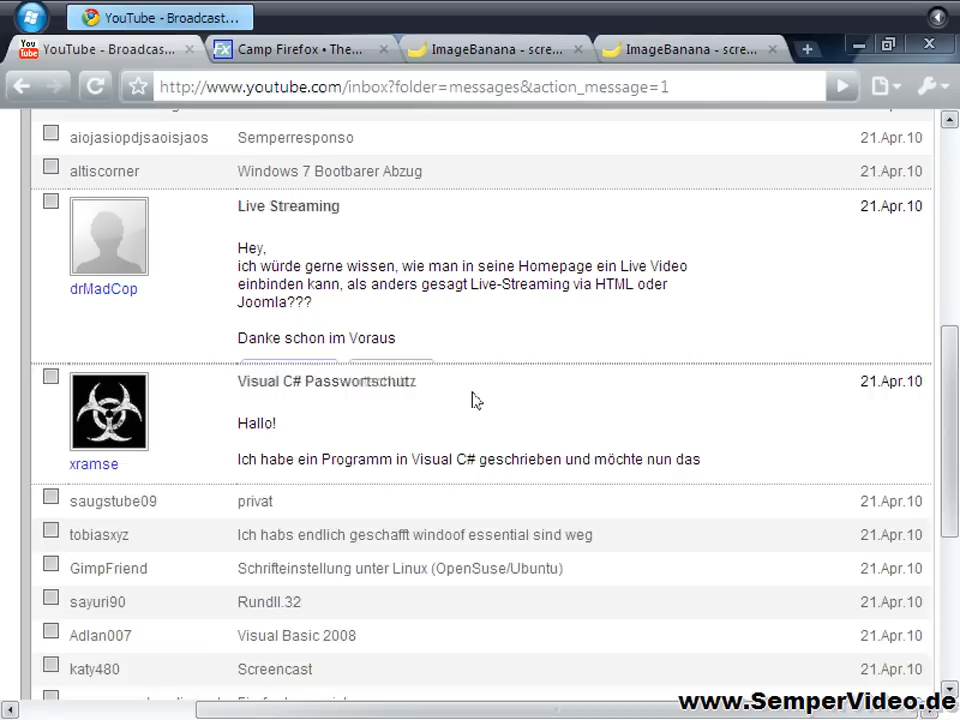 YouTube - Broadcast...
You
YouTube - Broadcas...
Camp Firefox • The...
ImageBanana - scre...
ImageBanana - scre...
http://www.youtube.com/inbox?folder=messages&action_message=1
aiojasiopdjsaoisjaos Semperresponso 21.Apr.10
altiscorner Windows 7 Bootbarer Abzug 21.Apr.10
Live Streaming 21.Apr.10
Hey,
ich würde gerne wissen, wie man in seine Homepage ein Live Video
einbinden kann, als anders gesagt Live-Streaming via HTML oder
Joomla???
drMadCop
Danke schon im Voraus
Visual C# Passwortschutz 21.Apr.10
Hallo!
Ich habe ein Programm in Visual C# geschrieben und möchte nun das
xramse
saugstube09 privat 21.Apr.10
tobiasxyz Ich habs endlich geschafft windoof essential sind weg 21.Apr.10
GimpFriend Schrifteinstellung unter Linux (OpenSuse/Ubuntu) 21.Apr.10
sayuri90 Rundll.32 21.Apr.10
Adlan007 Visual Basic 2008 21.Apr.10
katy480 Screencast 21.Apr.10
www.SemperVideo.de